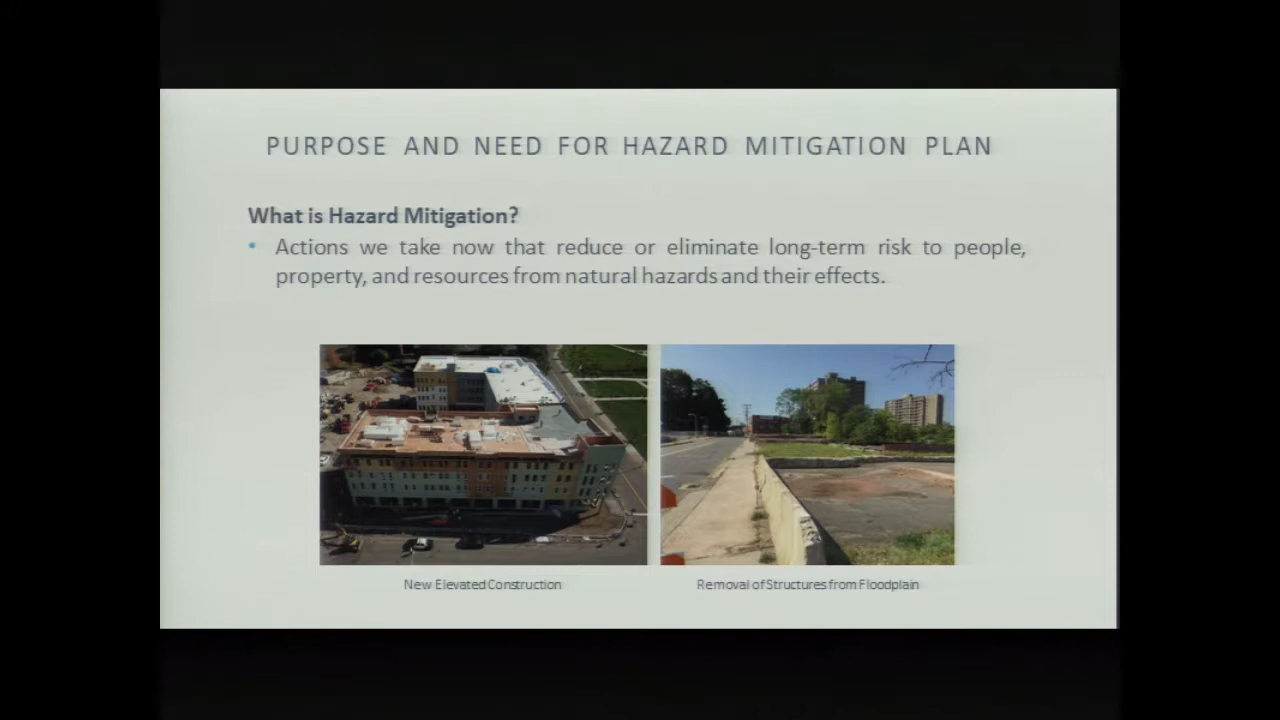 PURPOSE AND NEED FOR HAZARD MITIGATION PLAN
What is Hazard Mitigation?
• Actions we take now that reduce or eliminate long-term risk to people,
property, and resources from natural hazards and their effects.
New Elevated Construction
Removal of Structures from Floodplain